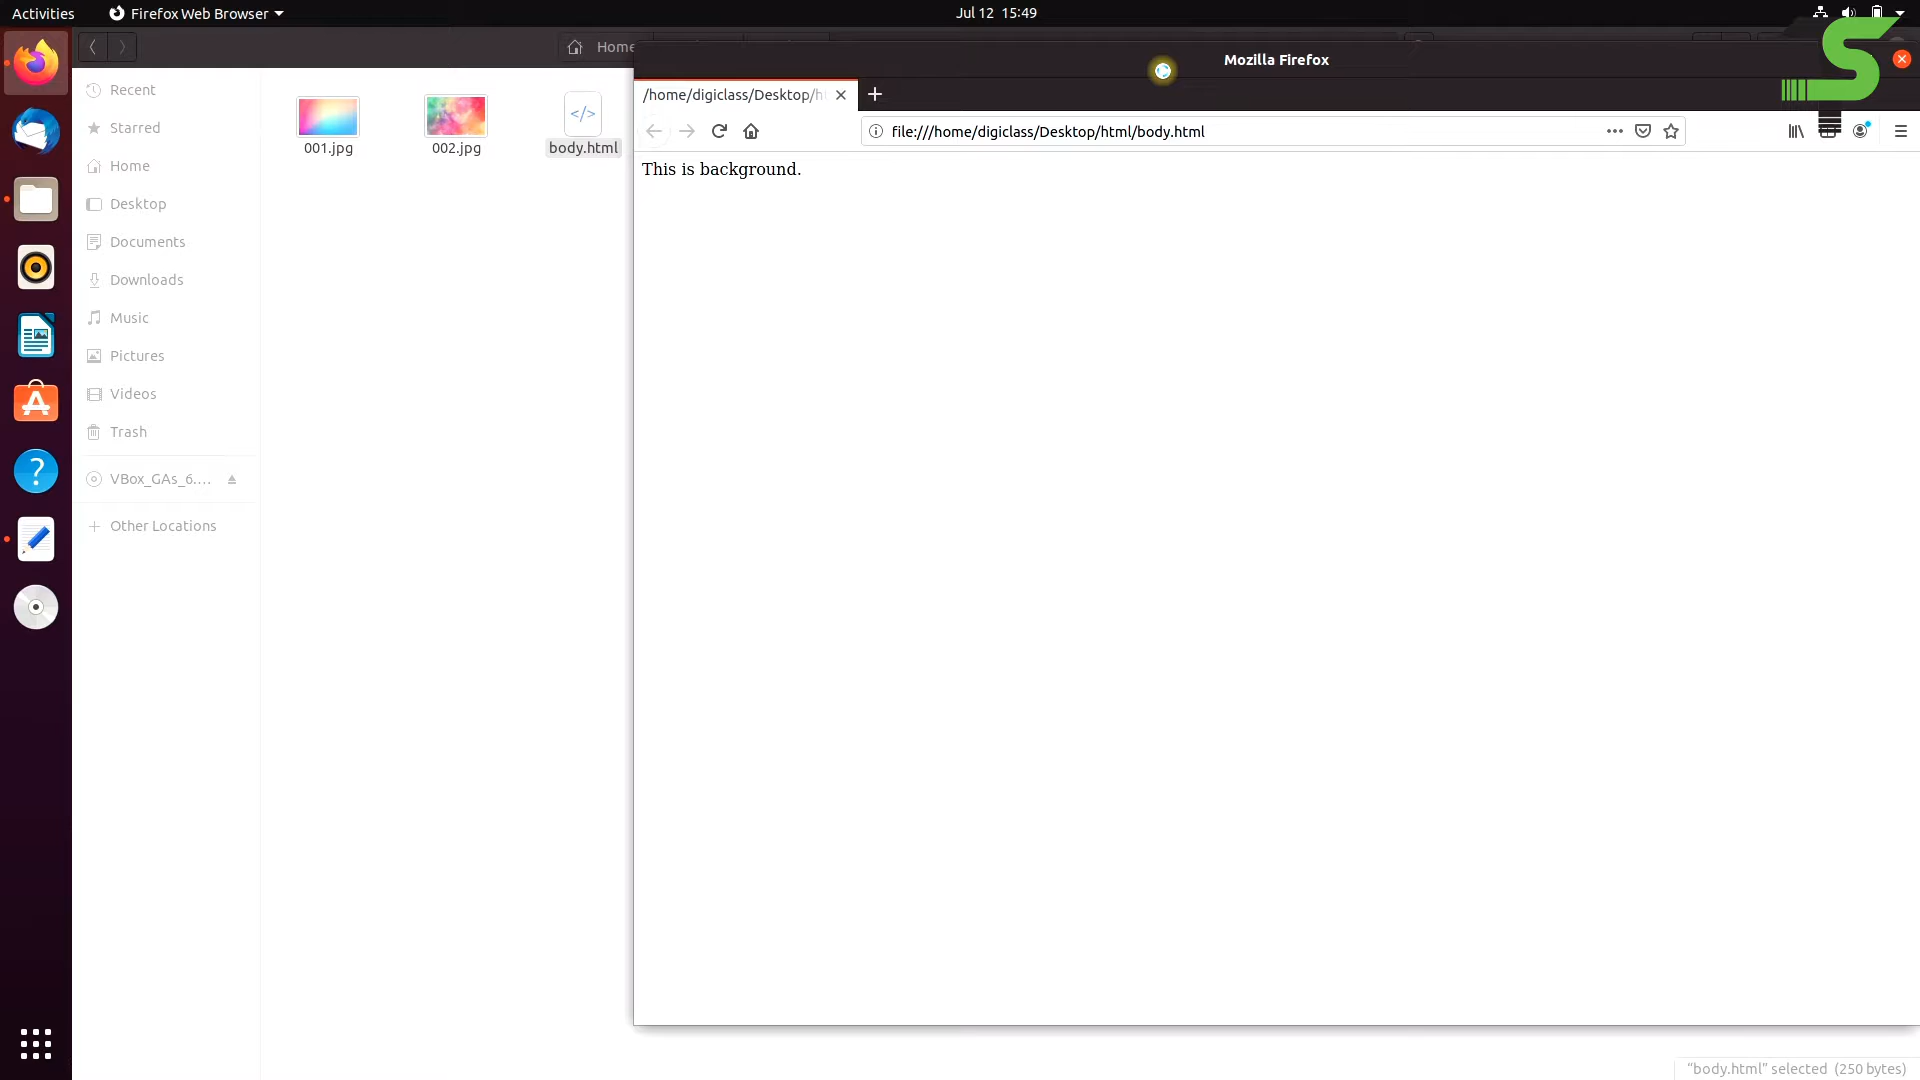 Activities
Firefox Web Browser
Jul 12 15:49
Home
Mozilla Firefox
/home/digiclass/Desktop/h
file:///home/digiclass/Desktop/html/body.html
This is background.
Recent
Starred
Home
Desktop
Documents
Downloads
Music
Pictures
Videos
Trash
VBox_GAs_6....
Other Locations
001.jpg
002.jpg
</>
body.html
S
"body.html" selected (250 bytes)